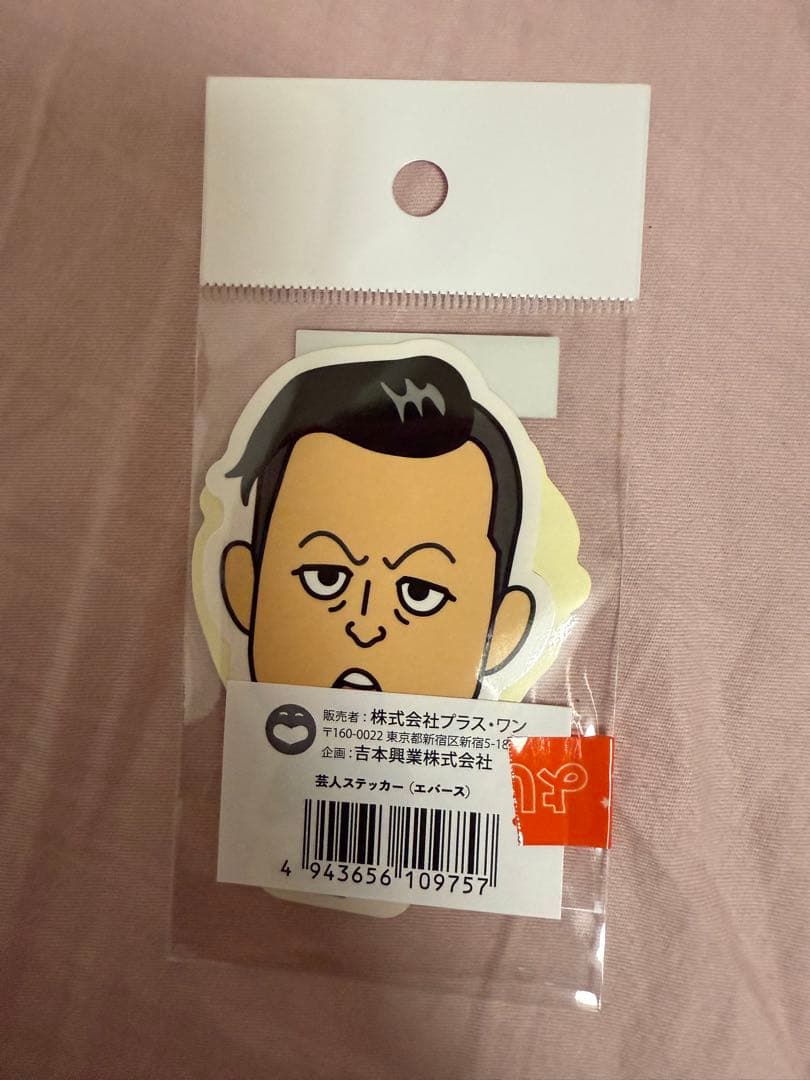 販売者：株式会社プラス・ワン
〒160-0022 東京都新宿区新宿5-18
企画：吉本興業株式会社
芸人ステッカー（エバース）
4 943656 109757
よし